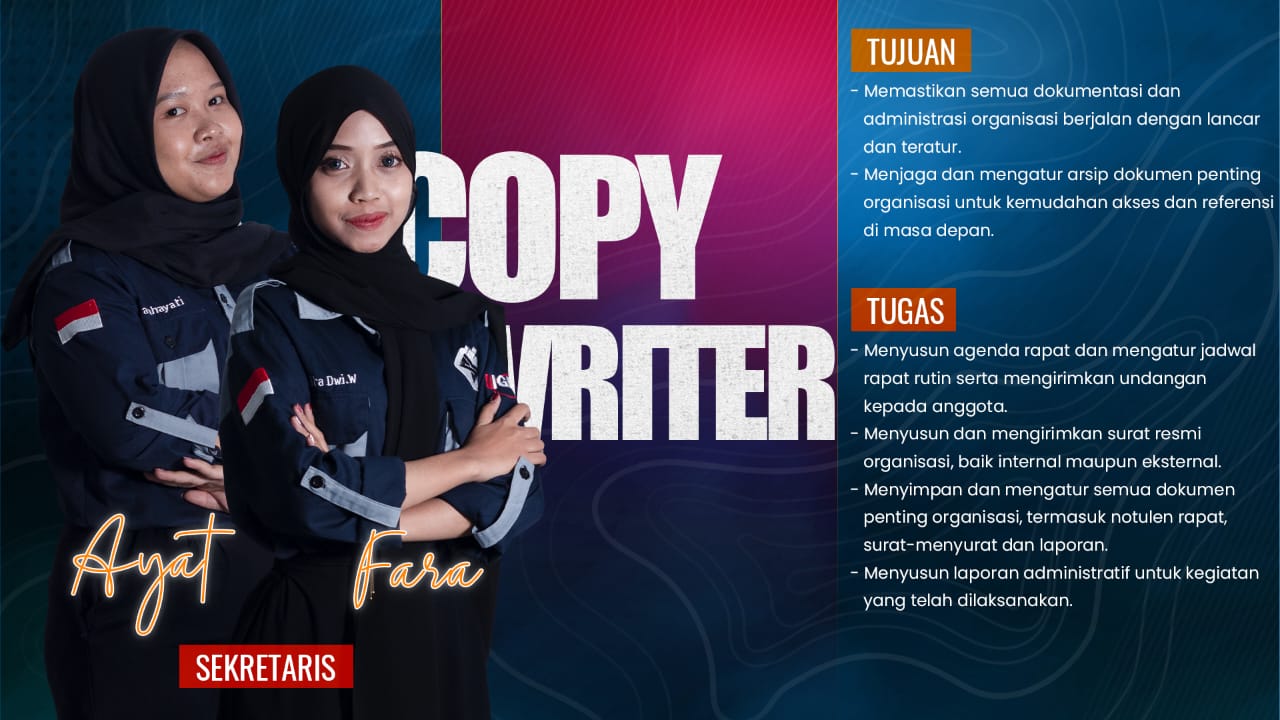 COPY
WRITER
Dwi.W
Ayat
Fara
SEKRETARIS
TUJUAN
- Memastikan semua dokumentasi dan
administrasi organisasi berjalan dengan lancar
dan teratur.
- Menjaga dan mengatur arsip dokumen penting
organisasi untuk kemudahan akses dan referensi
di masa depan.
TUGAS
- Menyusun agenda rapat dan mengatur jadwal
rapat rutin serta mengirimkan undangan
kepada anggota.
- Menyusun dan mengirimkan surat resmi
organisasi, baik internal maupun eksternal.
- Menyimpan dan mengatur semua dokumen
penting organisasi, termasuk notulen rapat,
surat-menyurat dan laporan.
- Menyusun laporan administratif untuk kegiatan
yang telah dilaksanakan.